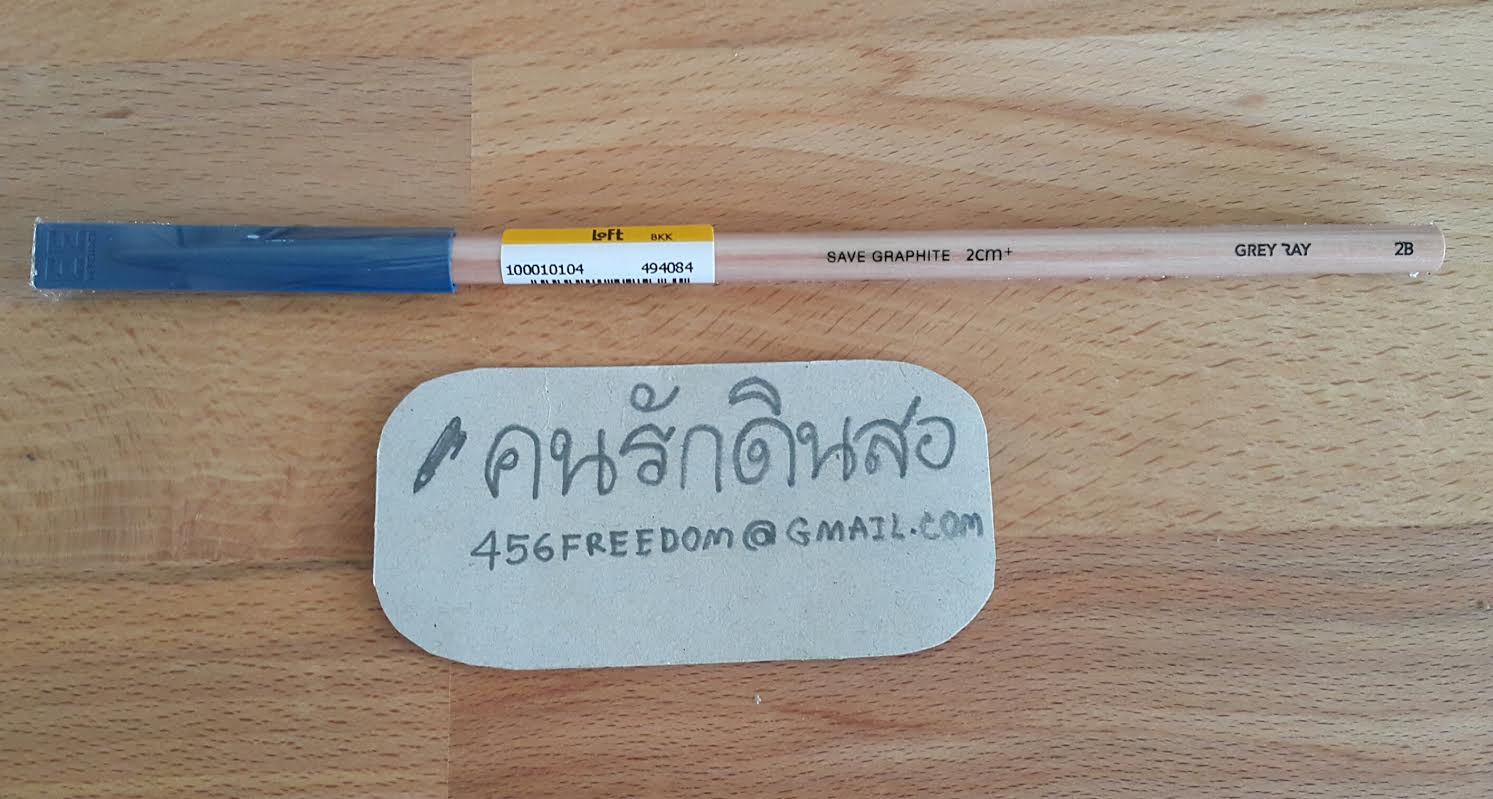 LoFt BKK
100010104 494084
SAVE GRAPHITE 2cm+ GREY RAY 2B
คนรักดินสอ
456FREEDOM@GMAIL.COM